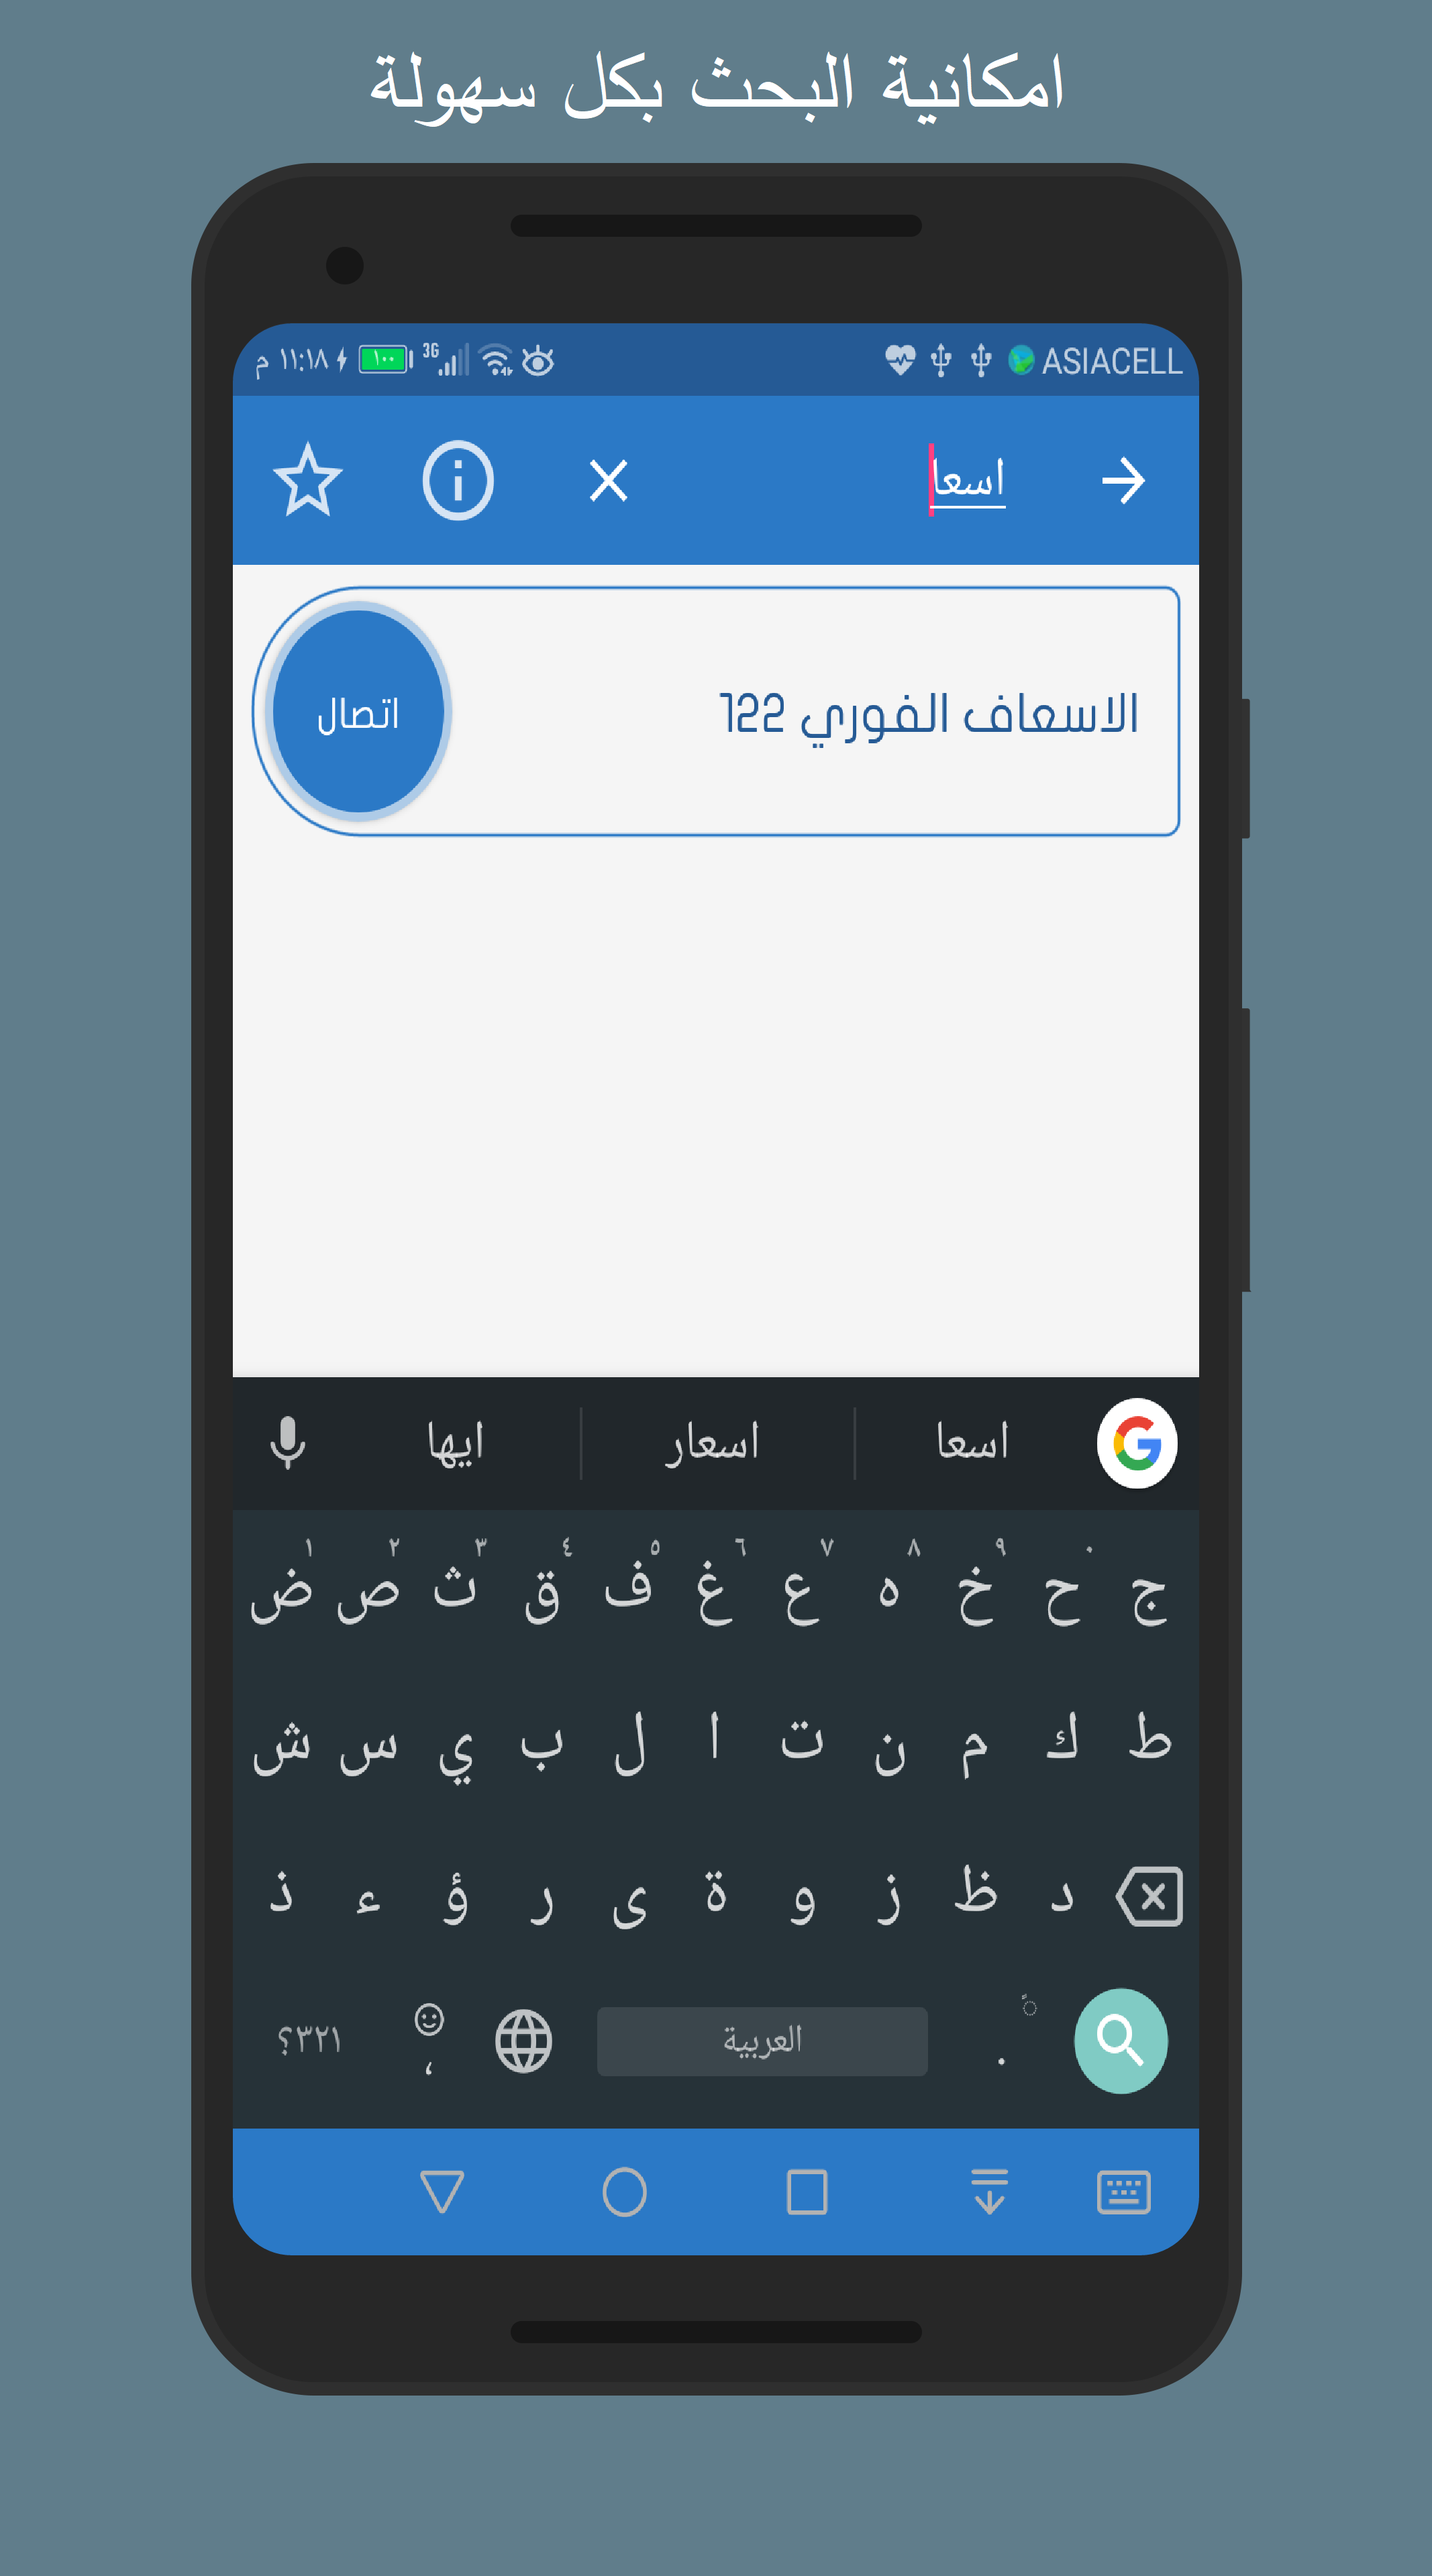 امكانية البحث بكل سهولة
ASIACELL 3G ١٠٠ ١١:١٨ م
اسعا
الاسعاف الفوري 122
اتصال
اسعا اسعار ايها
١ ٢ ٣ ٤ ٥ ٦ ٧ ٨ ٩ ٠
ض ص ث ق ف غ ع ه خ ح ج
ش س ي ب ل ا ت ن م ك ط
ذ ء ؤ ر ى ة و ز ظ د
٣٢١؟ ، العربية .